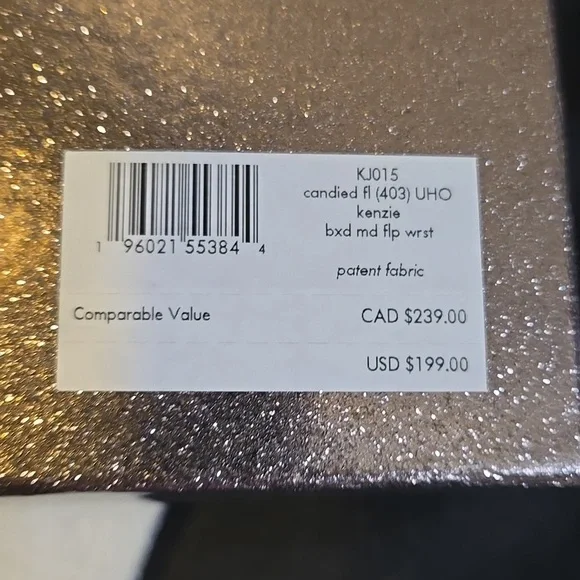 KJ015
candied fl (403) UHO
kenzie
bxd md flp wrst
1 96021 55384 4
patent fabric
Comparable Value CAD $239.00
USD $199.00